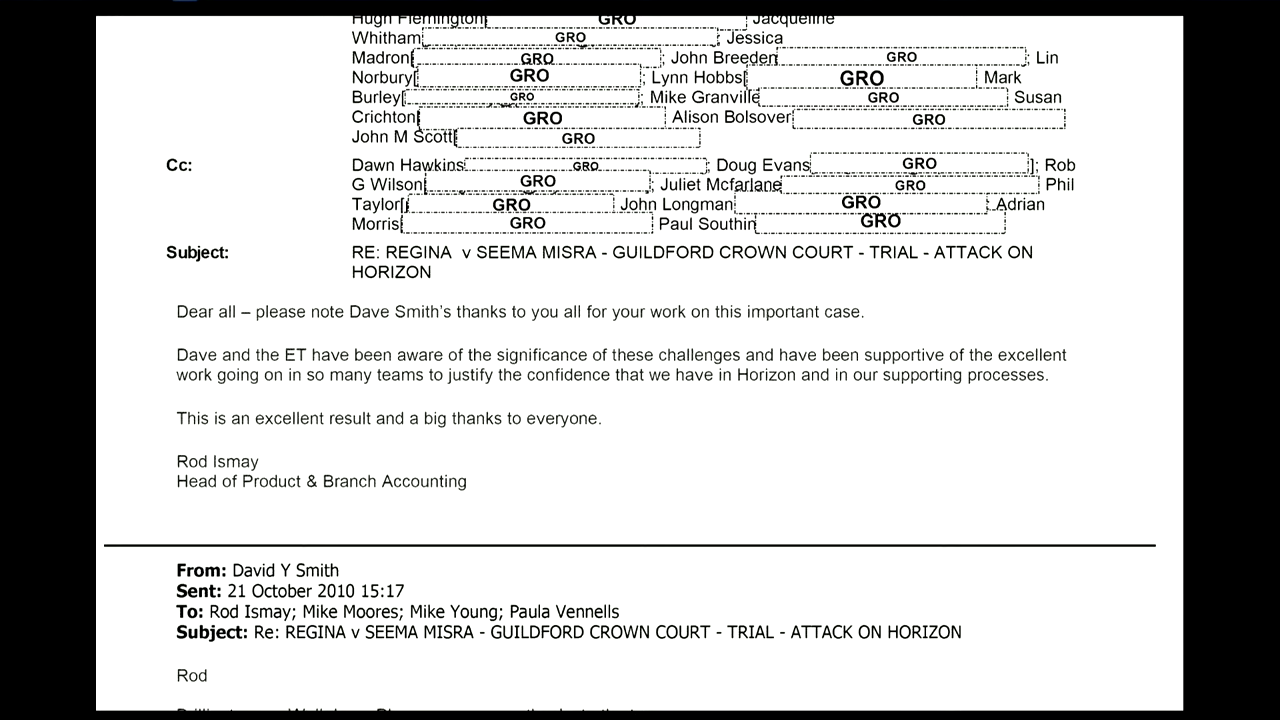 Hugh Flemington GRO Jacqueline
Whitham GRO ; Jessica
Madron GRO ; John Breeden GRO ; Lin
Norbury GRO ; Lynn Hobbs GRO Mark
Burley GRO ; Mike Granville GRO Susan
Crichton GRO Alison Bolsover GRO
John M Scott GRO
Cc: Dawn Hawkins GRO ; Doug Evans GRO ]; Rob
G Wilson GRO ; Juliet Mcfarlane GRO Phil
Taylor[ GRO John Longman GRO ; Adrian
Morris GRO Paul Southin GRO
Subject: RE: REGINA v SEEMA MISRA - GUILDFORD CROWN COURT - TRIAL - ATTACK ON
HORIZON
Dear all – please note Dave Smith's thanks to you all for your work on this important case.
Dave and the ET have been aware of the significance of these challenges and have been supportive of the excellent
work going on in so many teams to justify the confidence that we have in Horizon and in our supporting processes.
This is an excellent result and a big thanks to everyone.
Rod Ismay
Head of Product & Branch Accounting
From: David Y Smith
Sent: 21 October 2010 15:17
To: Rod Ismay; Mike Moores; Mike Young; Paula Vennells
Subject: Re: REGINA v SEEMA MISRA - GUILDFORD CROWN COURT - TRIAL - ATTACK ON HORIZON
Rod